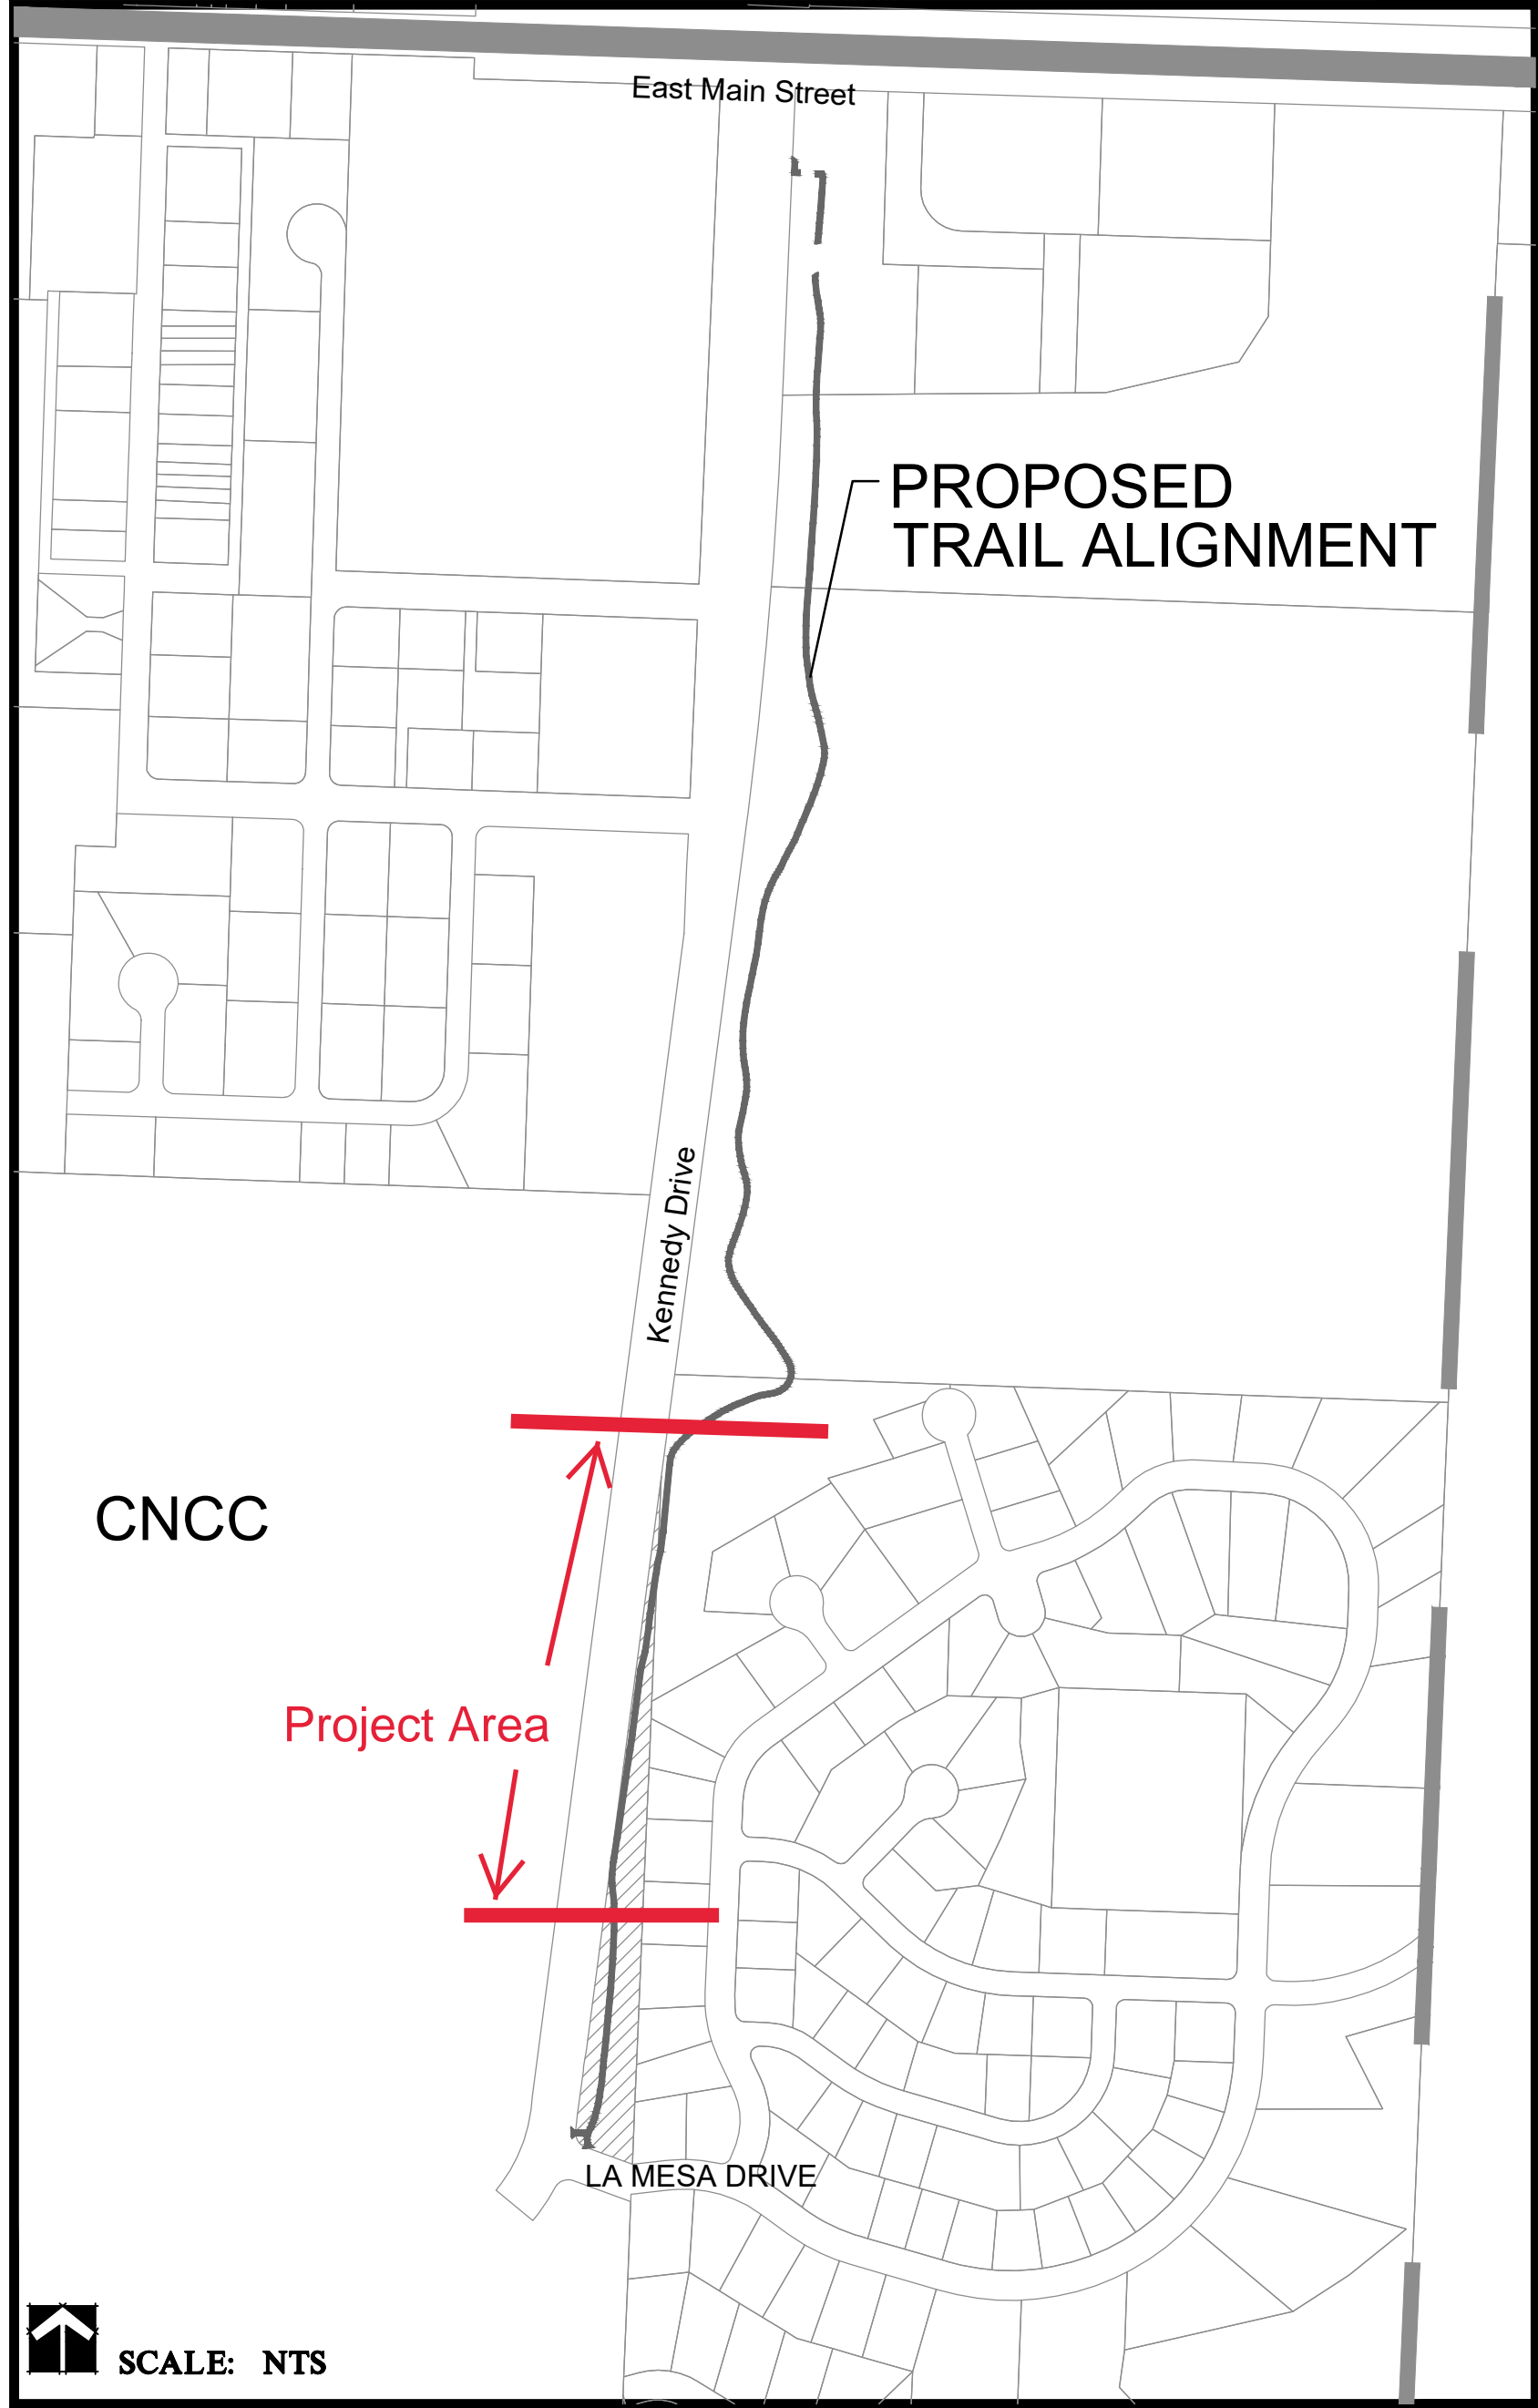 East Main Street
PROPOSED
TRAIL ALIGNMENT
Kennedy Drive
CNCC
Project Area
LA MESA DRIVE
SCALE: NTS